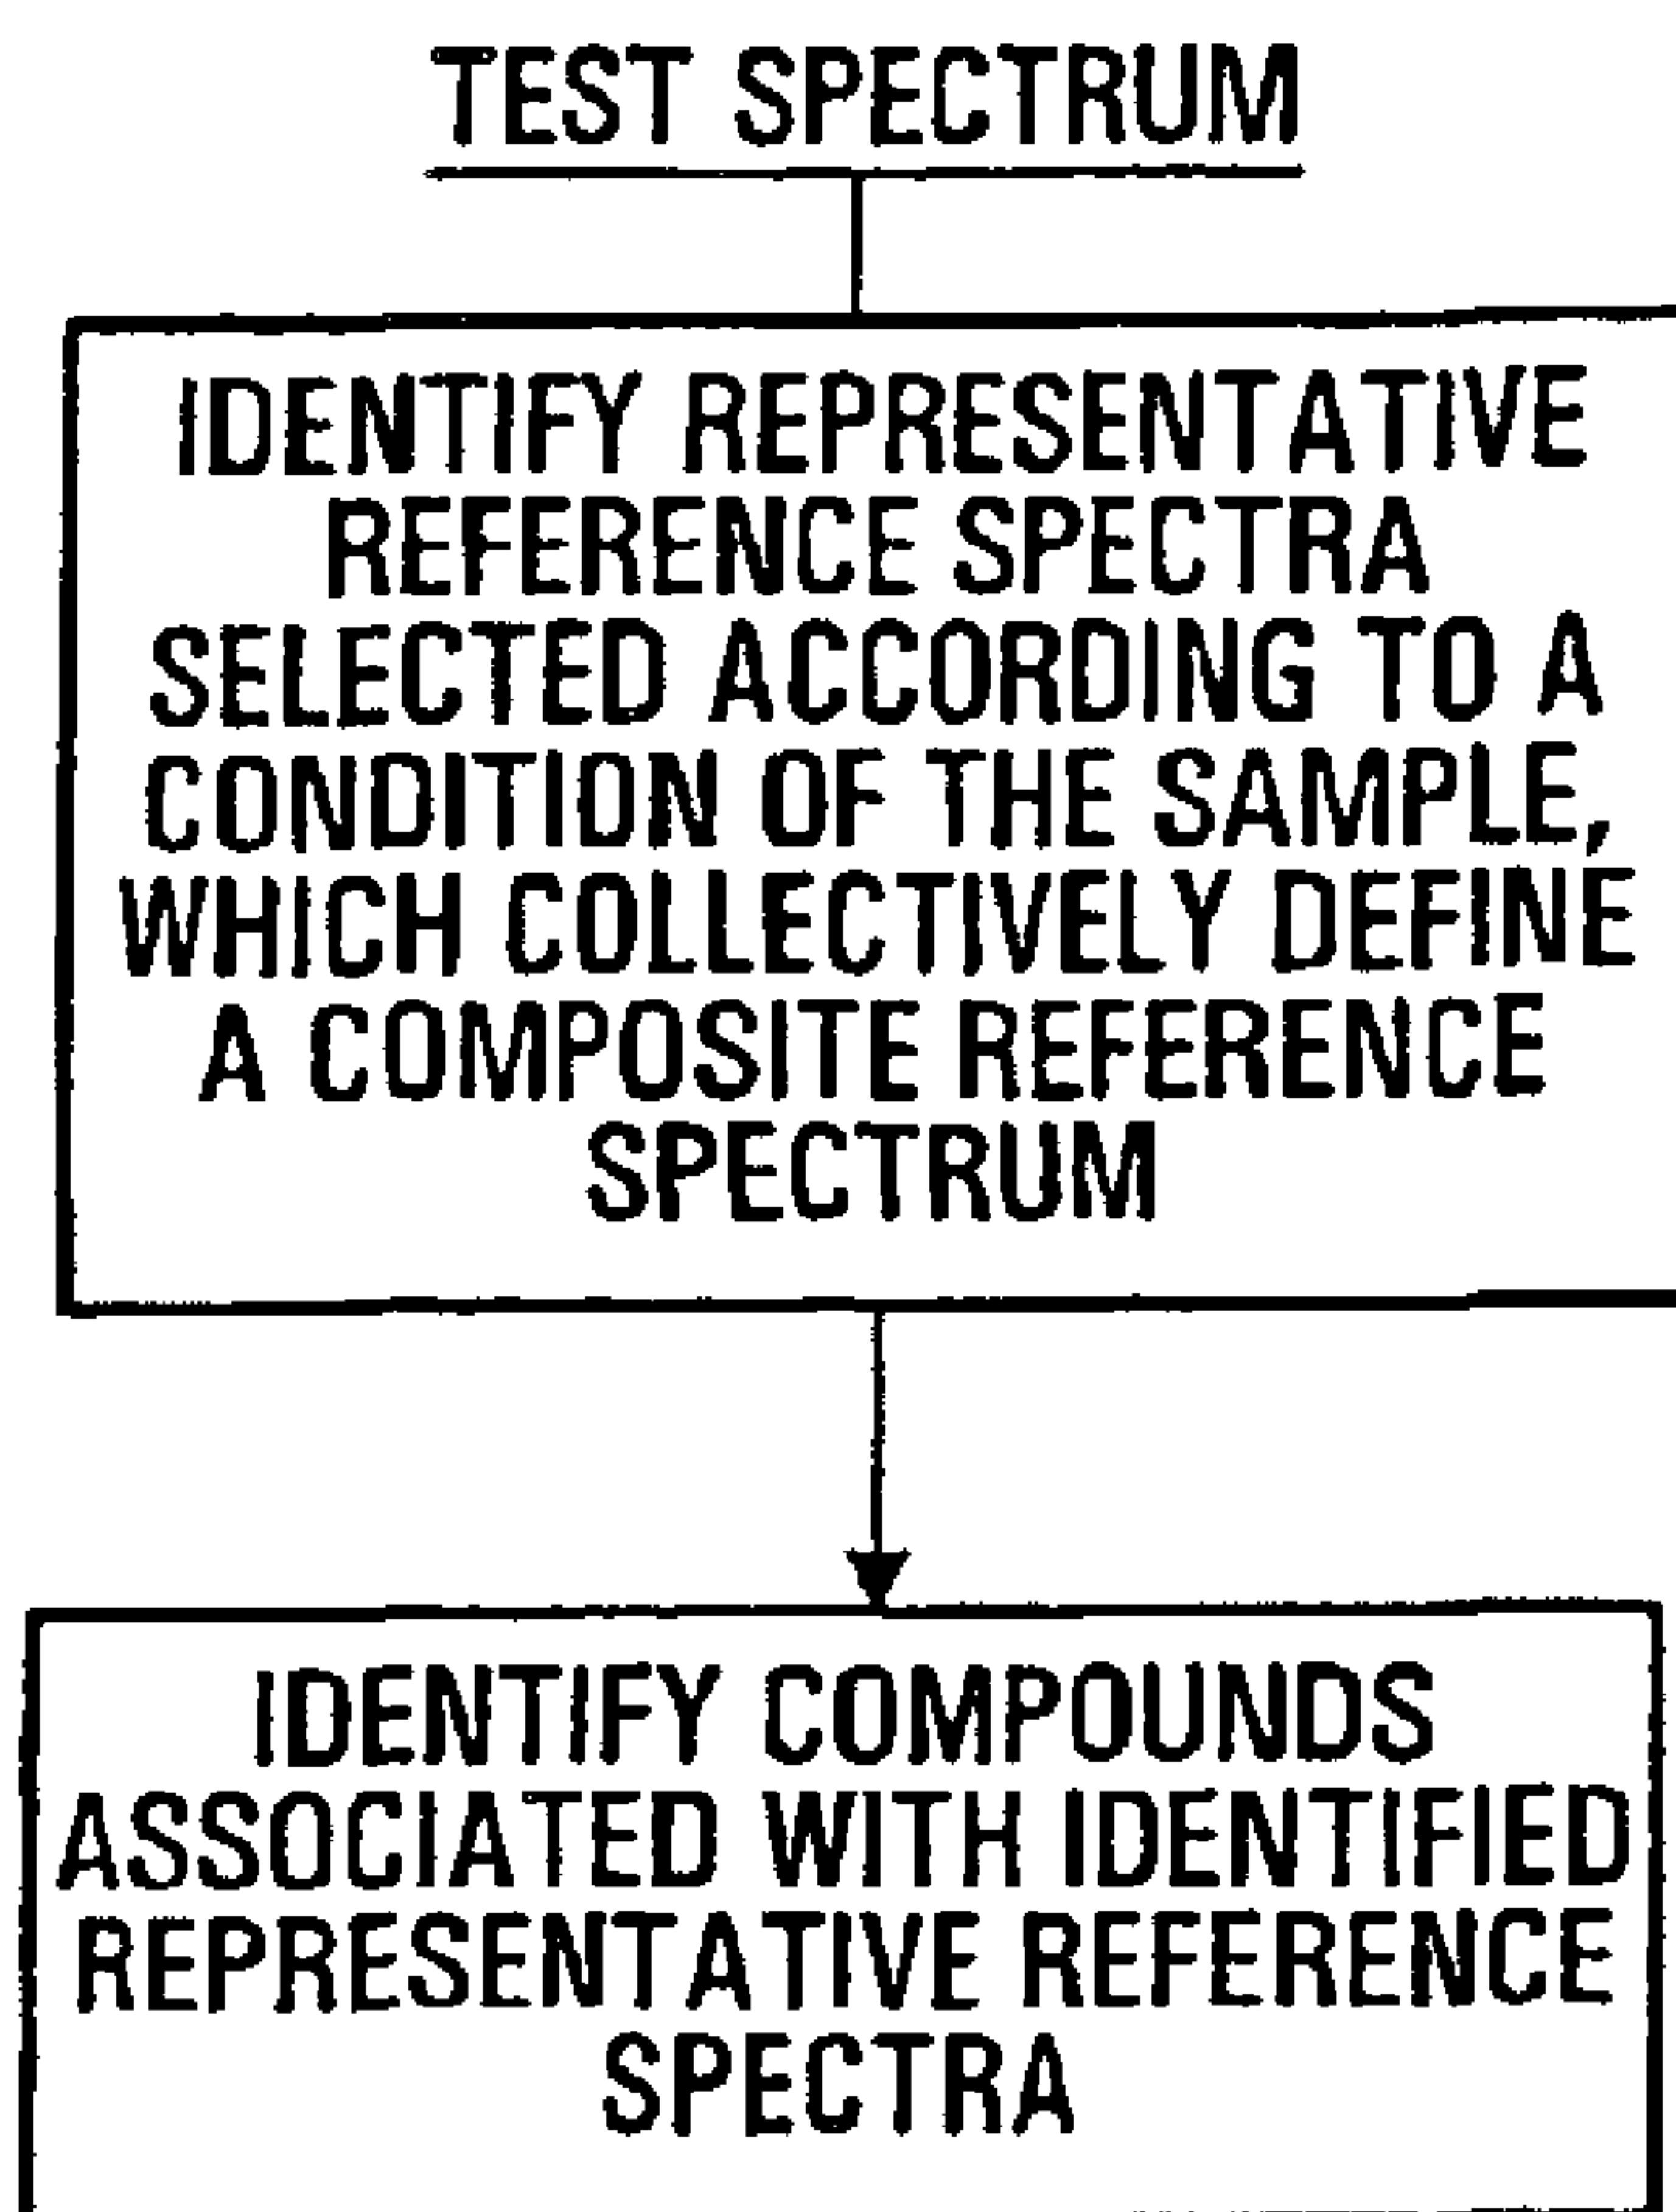 TEST SPECTRUM
IDENTIFY REPRESENTATIVE
REFERENCE SPECTRA
SELECTED ACCORDING TO A
CONDITION OF THE SAMPLE,
WHICH COLLECTIVELY DEFINE
A COMPOSITE REFERENCE
SPECTRUM
IDENTIFY COMPOUNDS
ASSOCIATED WITH IDENTIFIED
REPRESENTATIVE REFERENCE
SPECTRA